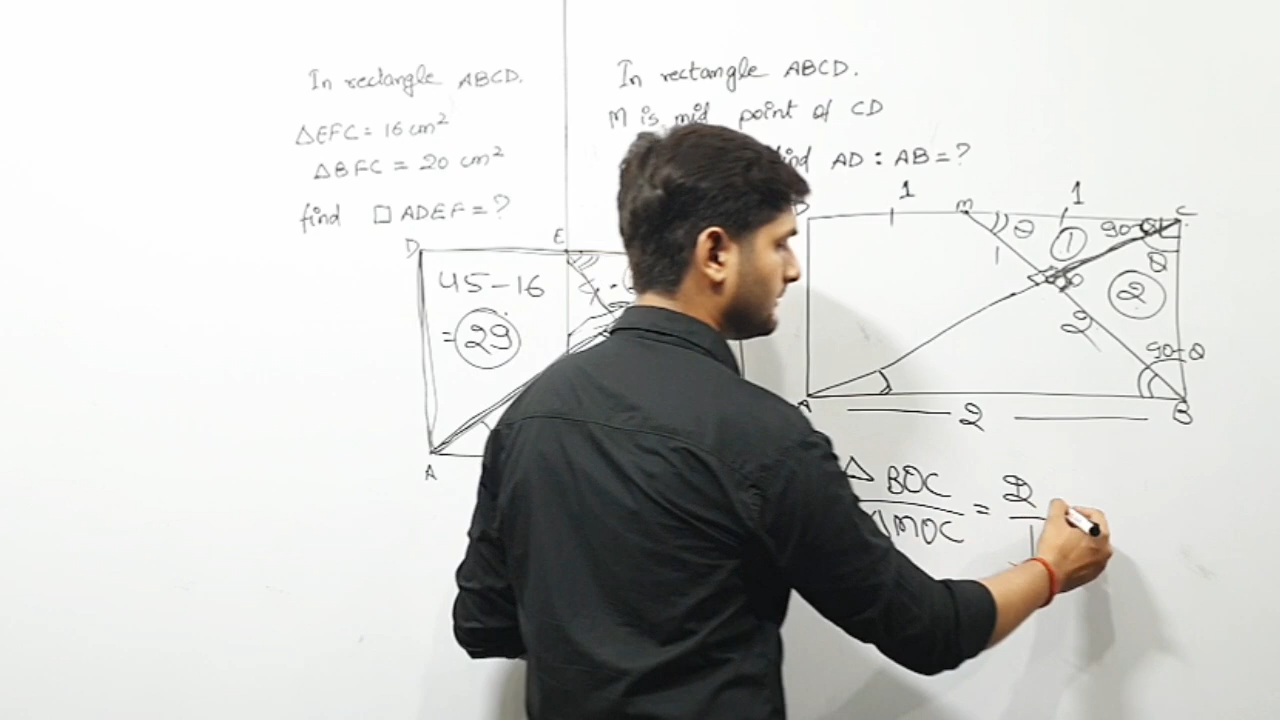 In rectangle ABCD.
△EFC = 16 cm²
△BFC = 20 cm²
find □ ADEF = ?
D E
45-16
= 29
A
In rectangle ABCD.
M is mid point of CD
find AD : AB = ?
1 1
M C
θ 1 90-θ
1 θ
2
2
90-θ
A 2 B
△ BOC
MOC
= 2
1